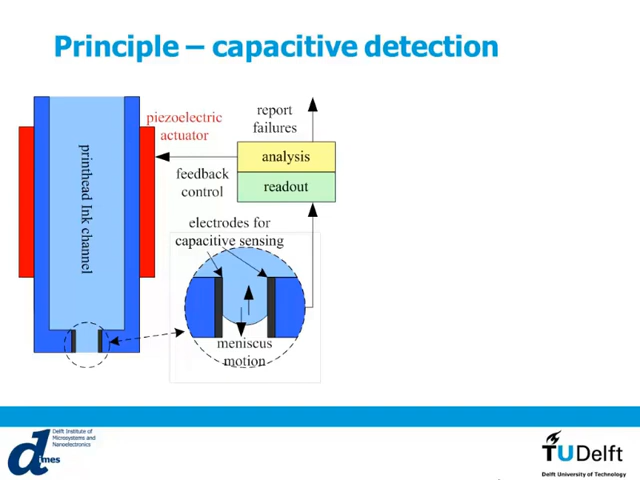 Principle – capacitive detection
piezoelectric
actuator
report
failures
analysis
readout
feedback
control
printhead Ink channel
electrodes for
capacitive sensing
meniscus
motion
Delft Institute of
Microsystems and
Nanoelectronics
dimes
TUDelft
Delft University of Technology